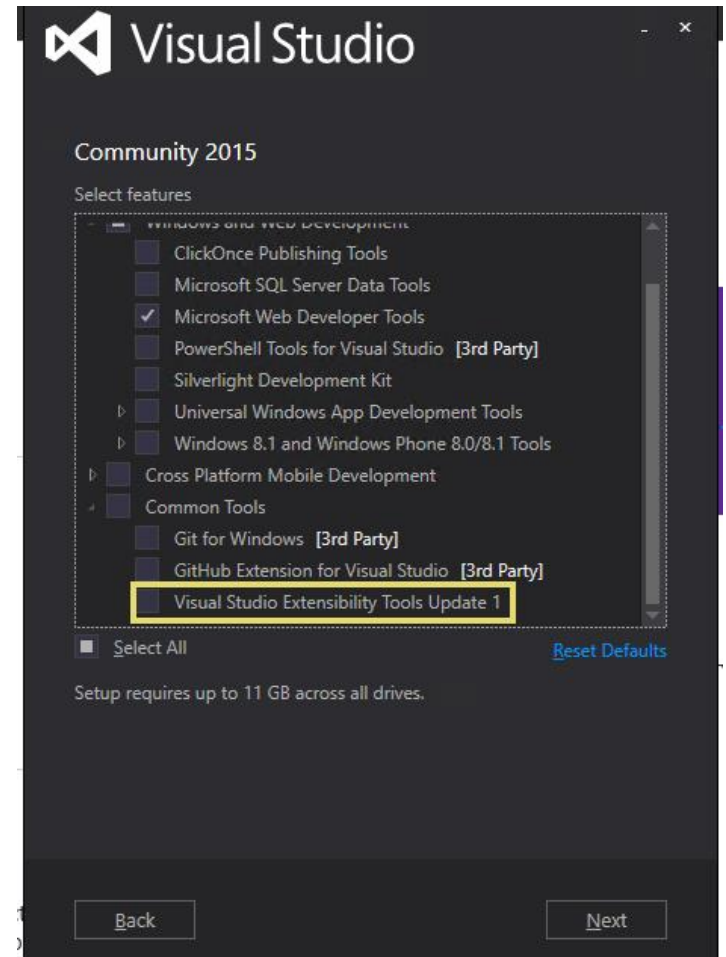 Visual Studio
Community 2015
Select features
Windows and Web Development
ClickOnce Publishing Tools
Microsoft SQL Server Data Tools
Microsoft Web Developer Tools
PowerShell Tools for Visual Studio [3rd Party]
Silverlight Development Kit
Universal Windows App Development Tools
Windows 8.1 and Windows Phone 8.0/8.1 Tools
Cross Platform Mobile Development
Common Tools
Git for Windows [3rd Party]
GitHub Extension for Visual Studio [3rd Party]
Visual Studio Extensibility Tools Update 1
Select All
Reset Defaults
Setup requires up to 11 GB across all drives.
Back
Next